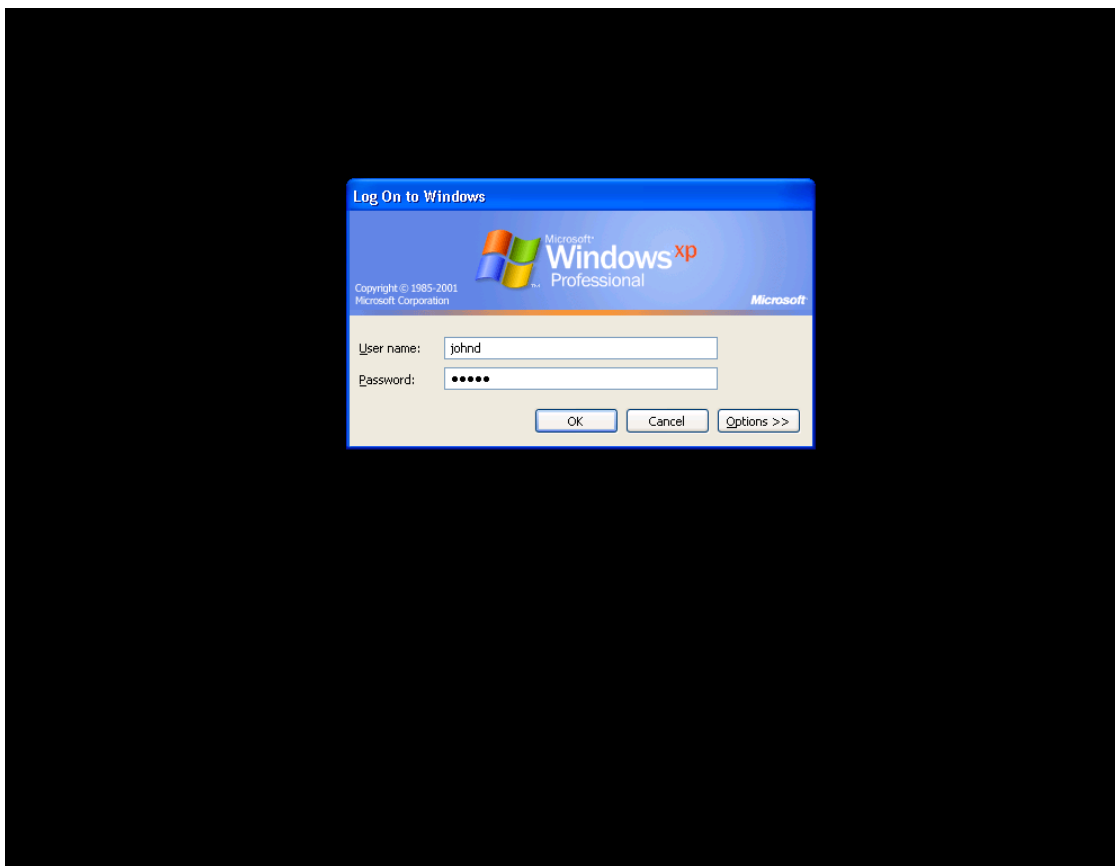 Log On to Windows
Microsoft
Windows xp
Professional
Copyright © 1985-2001
Microsoft Corporation
Microsoft
User name: johnd
Password: •••••
OK Cancel Options >>